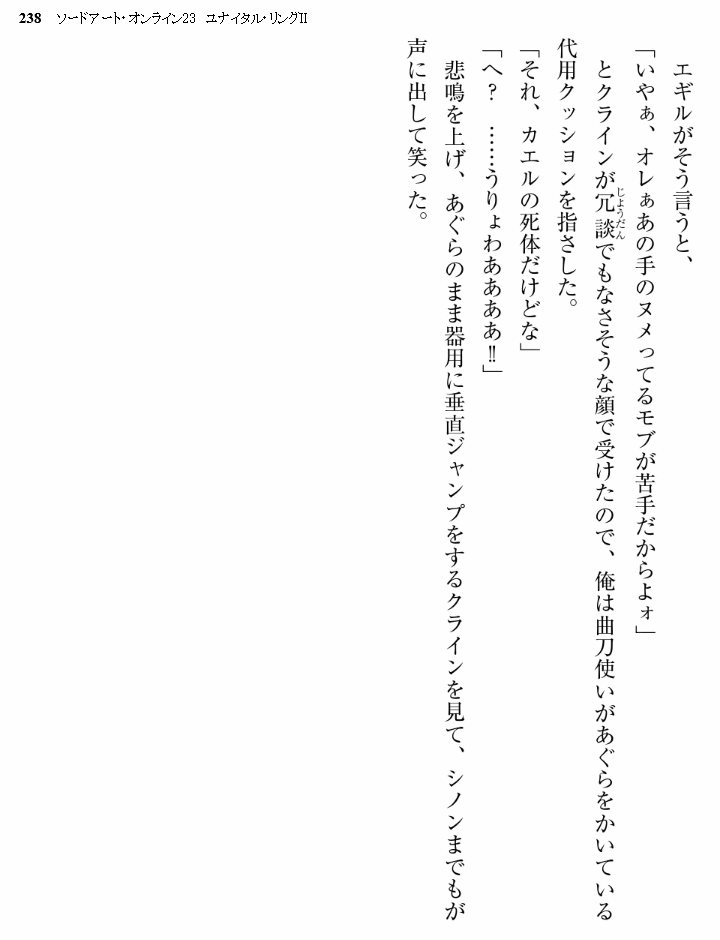 238 ソードアート・オンライン23 ユナイタル・リングⅡ
エギルがそう言うと、
「いやぁ、オレぁあの手のヌメってるモブが苦手だからよォ」
とクラインが冗談でもなさそうな顔で受けたので、俺は曲刀使いがあぐらをかいている
じようだん
代用クッションを指さした。
「それ、カエルの死体だけどな」
「へ？　……うりょわああああ!!」
悲鳴を上げ、あぐらのまま器用に垂直ジャンプをするクラインを見て、シノンまでもが
声に出して笑った。